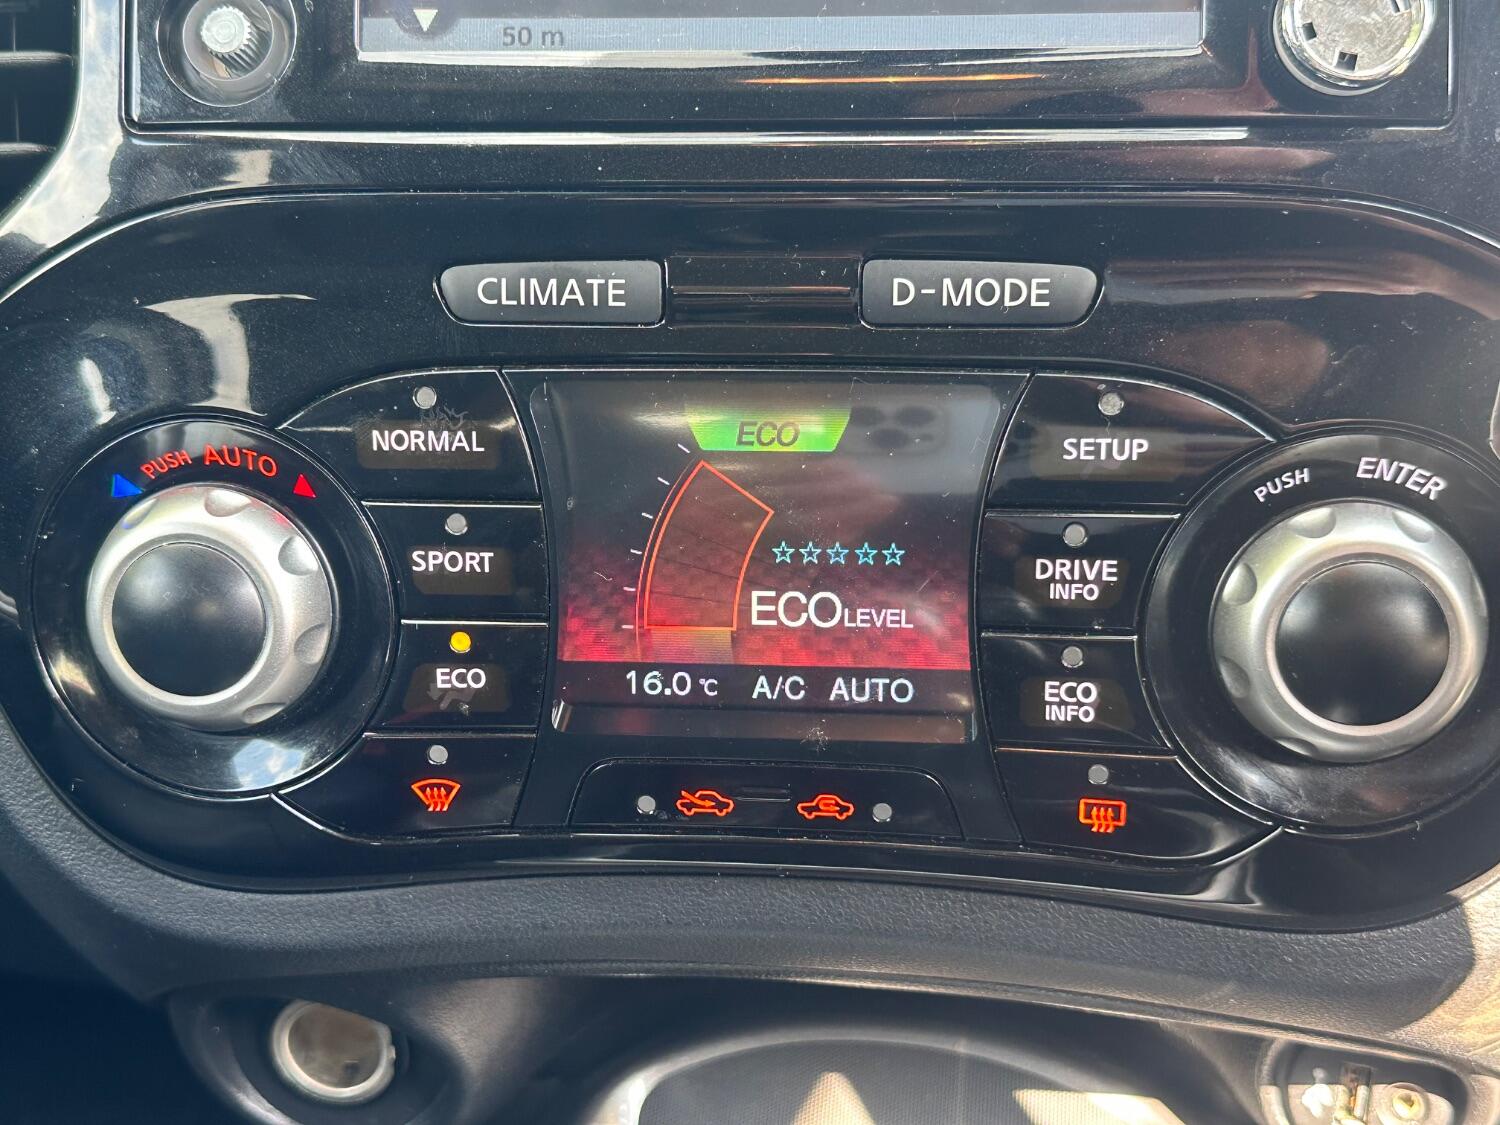 50 m
CLIMATE
D-MODE
NORMAL
SPORT
ECO
PUSH AUTO
ECO
☆☆☆☆☆
ECO LEVEL
16.0 °C A/C AUTO
SETUP
DRIVE
INFO
ECO
INFO
PUSH ENTER